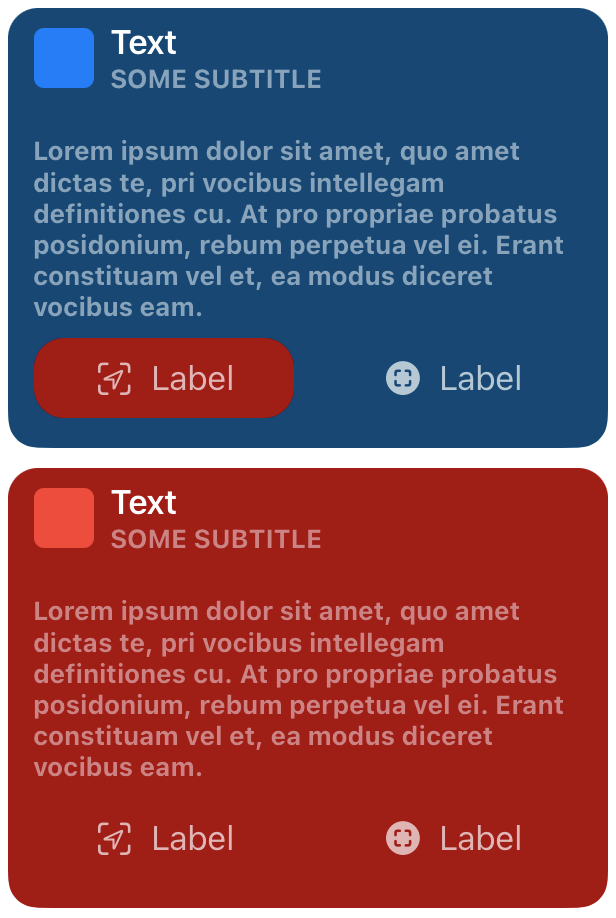 Text
SOME SUBTITLE
Lorem ipsum dolor sit amet, quo amet
dictas te, pri vocibus intellegam
definitiones cu. At pro propriae probatus
posidonium, rebum perpetua vel ei. Erant
constituam vel et, ea modus diceret
vocibus eam.
Label Label
Text
SOME SUBTITLE
Lorem ipsum dolor sit amet, quo amet
dictas te, pri vocibus intellegam
definitiones cu. At pro propriae probatus
posidonium, rebum perpetua vel ei. Erant
constituam vel et, ea modus diceret
vocibus eam.
Label Label